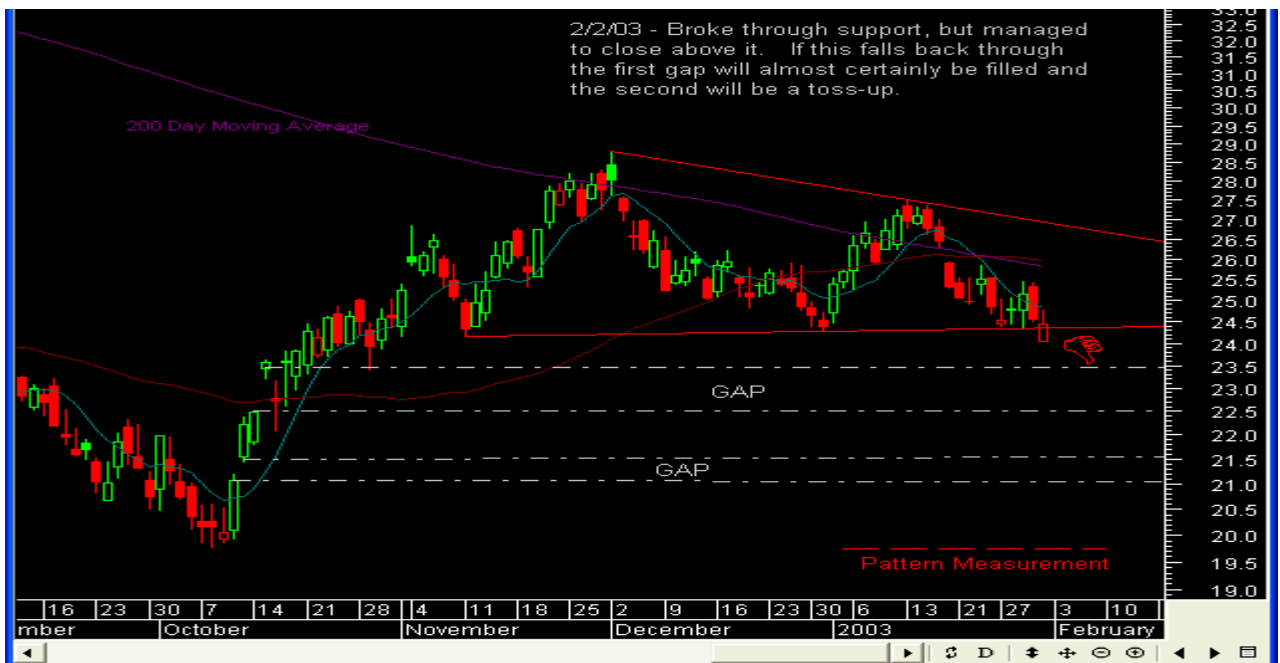 33.0
2/2/03 - Broke through support, but managed
to close above it.   If this falls back through
the first gap will almost certainly be filled and
the second will be a toss-up.
32.5
32.0
31.5
31.0
30.5
30.0
200 Day Moving Average
29.5
29.0
28.5
28.0
27.5
27.0
26.5
26.0
25.5
25.0
24.5
24.0
23.5
GAP
23.0
22.5
22.0
21.5
GAP
21.0
20.5
20.0
19.5
Pattern Measurement
19.0
16 23 30 7 14 21 28 4 11 18 25 2 9 16 23 30 6 13 21 27 3 10
mber October November December 2003 February
D